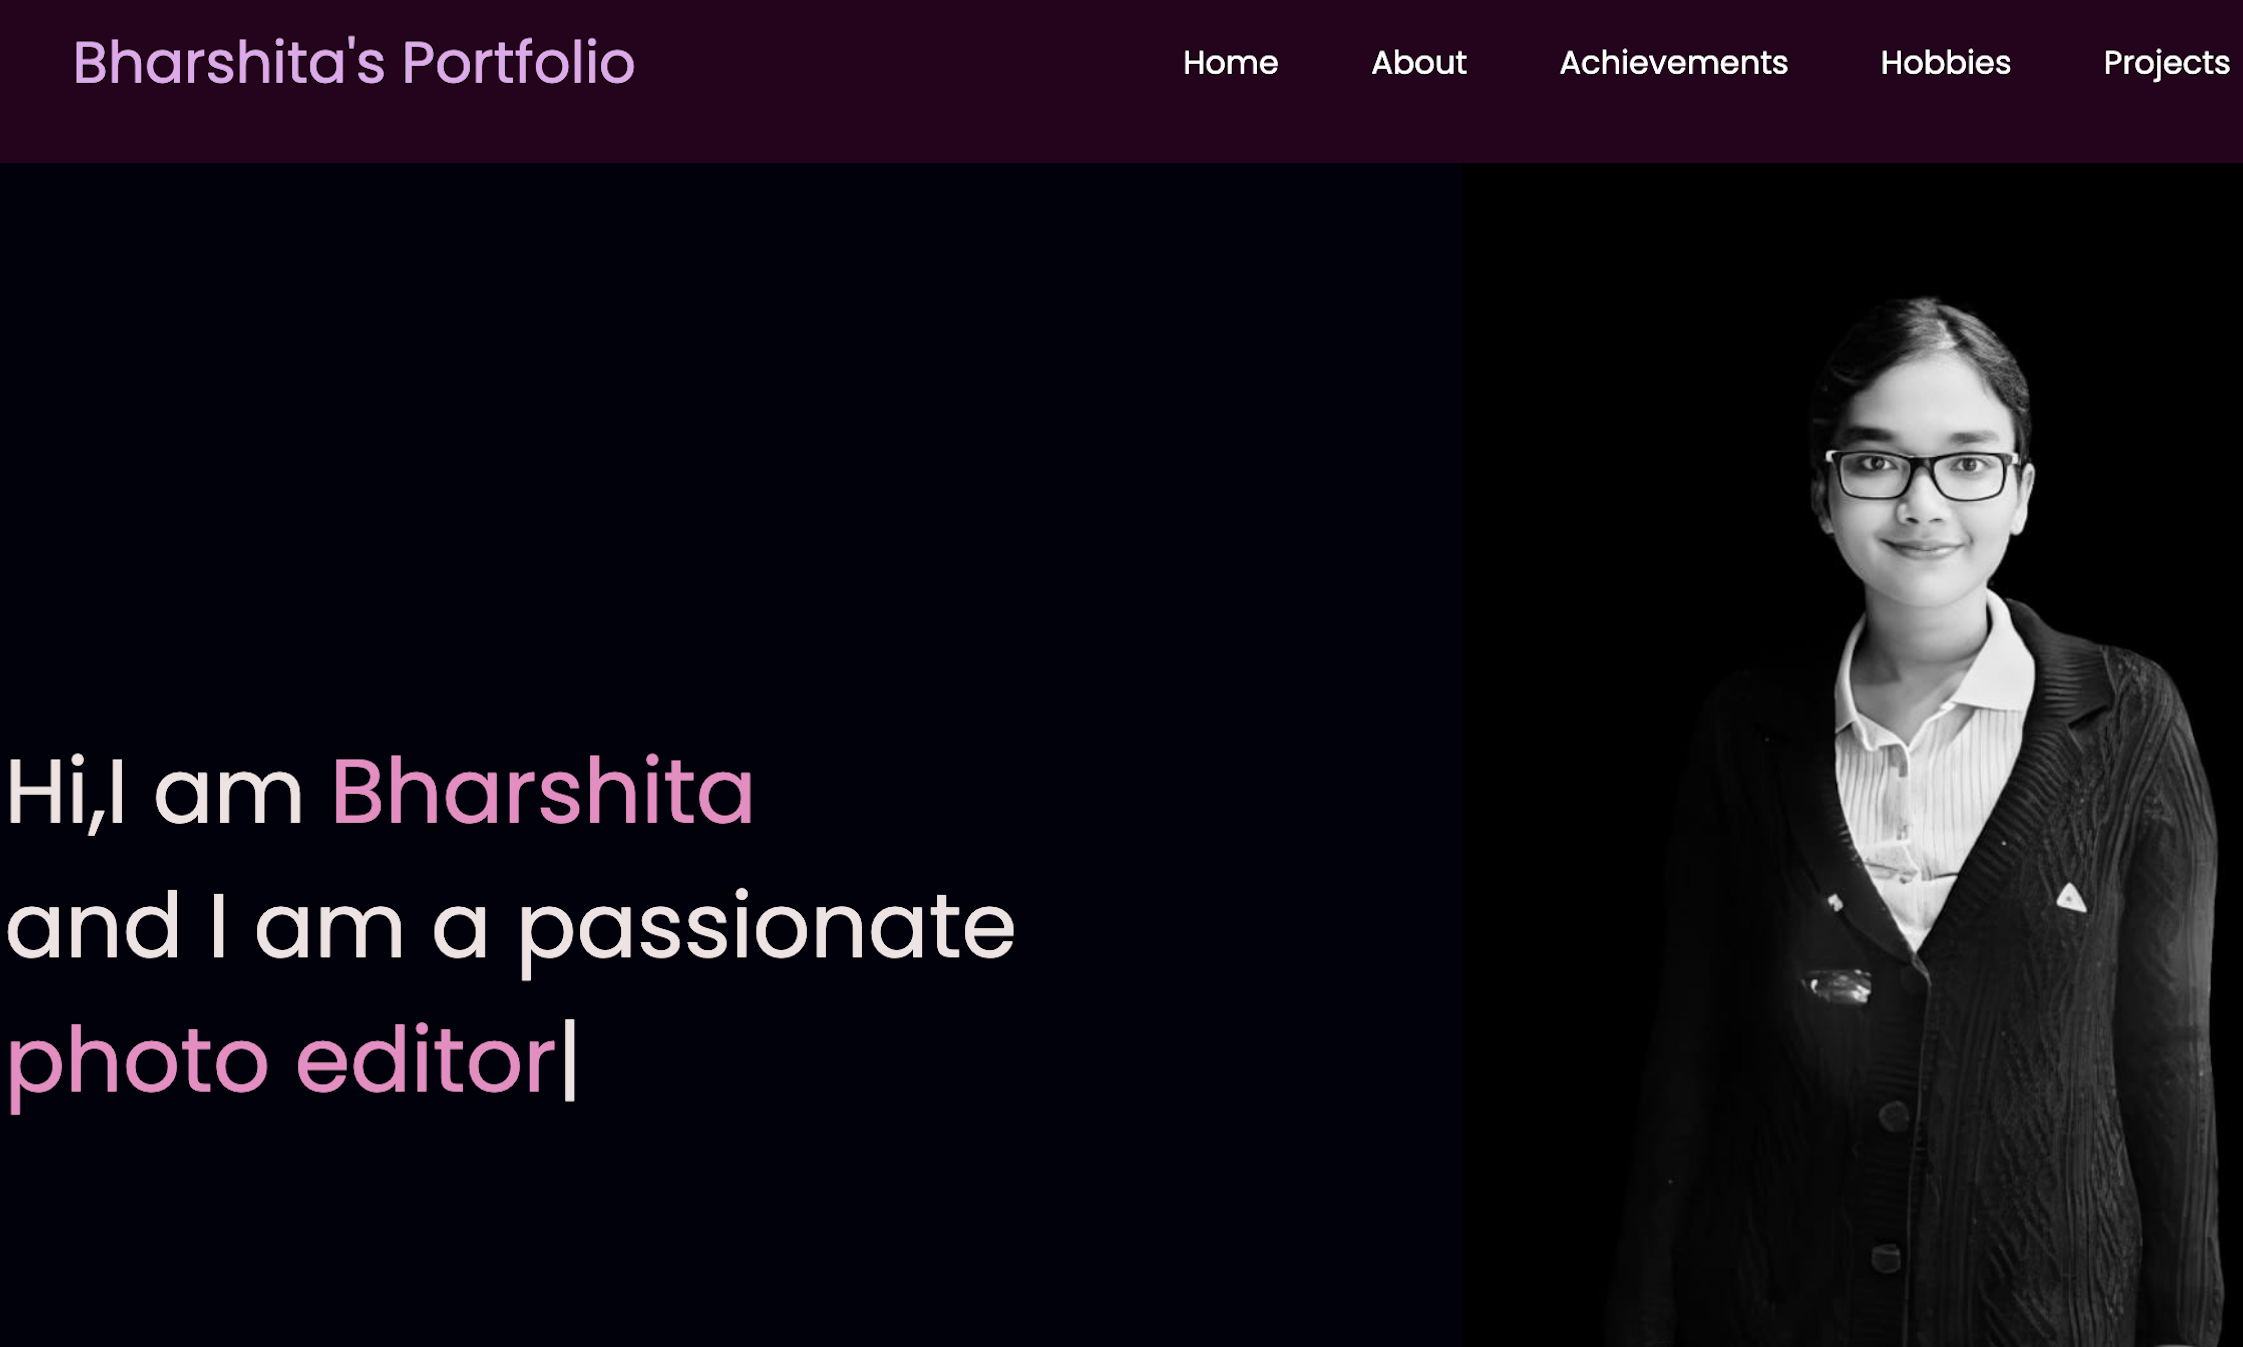 Bharshita's Portfolio
Home About Achievements Hobbies Projects
Hi,I am Bharshita
and I am a passionate
photo editor|